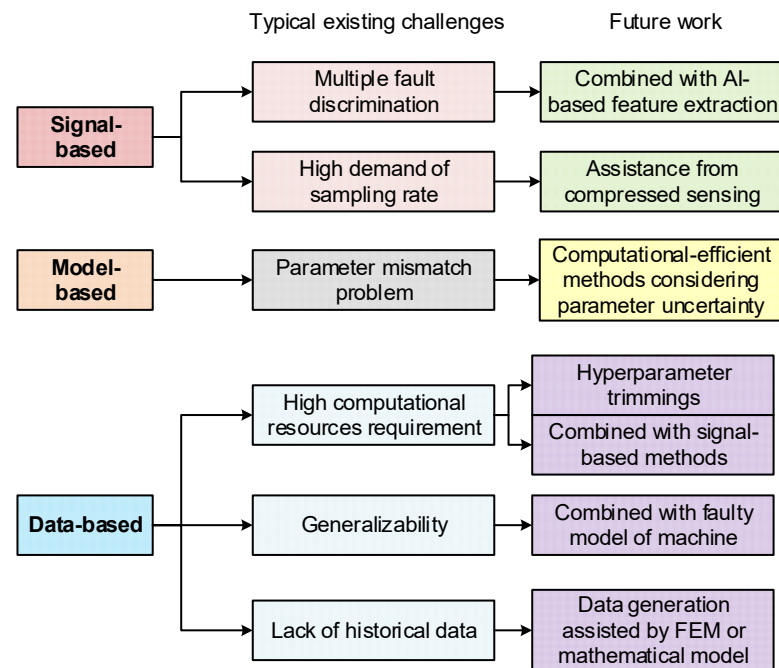 Typical existing challenges
Future work
Signal-
based
Multiple fault
discrimination
Combined with AI-
based feature extraction
High demand of
sampling rate
Assistance from
compressed sensing
Model-
based
Parameter mismatch
problem
Computational-efficient
methods considering
parameter uncertainty
Data-based
High computational
resources requirement
Hyperparameter
trimmings
Combined with signal-
based methods
Generalizability
Combined with faulty
model of machine
Lack of historical data
Data generation
assisted by FEM or
mathematical model